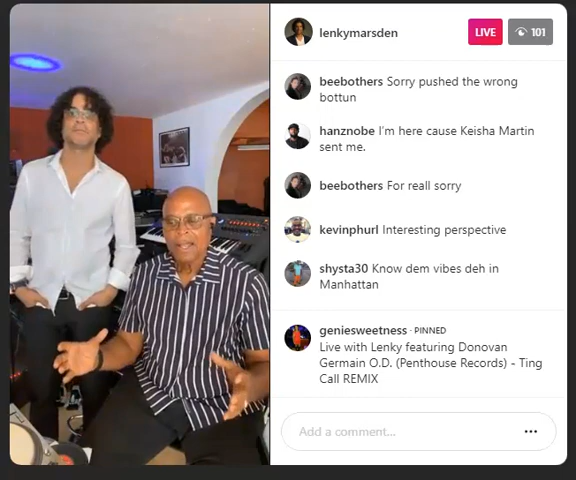 lenkymarsden
LIVE
101
beebothers Sorry pushed the wrong
bottun
hanznobe I'm here cause Keisha Martin
sent me.
beebothers For reall sorry
kevinphurl Interesting perspective
shysta30 Know dem vibes deh in
Manhattan
geniesweetness · PINNED
Live with Lenky featuring Donovan
Germain O.D. (Penthouse Records) - Ting
Call REMIX
Add a comment...